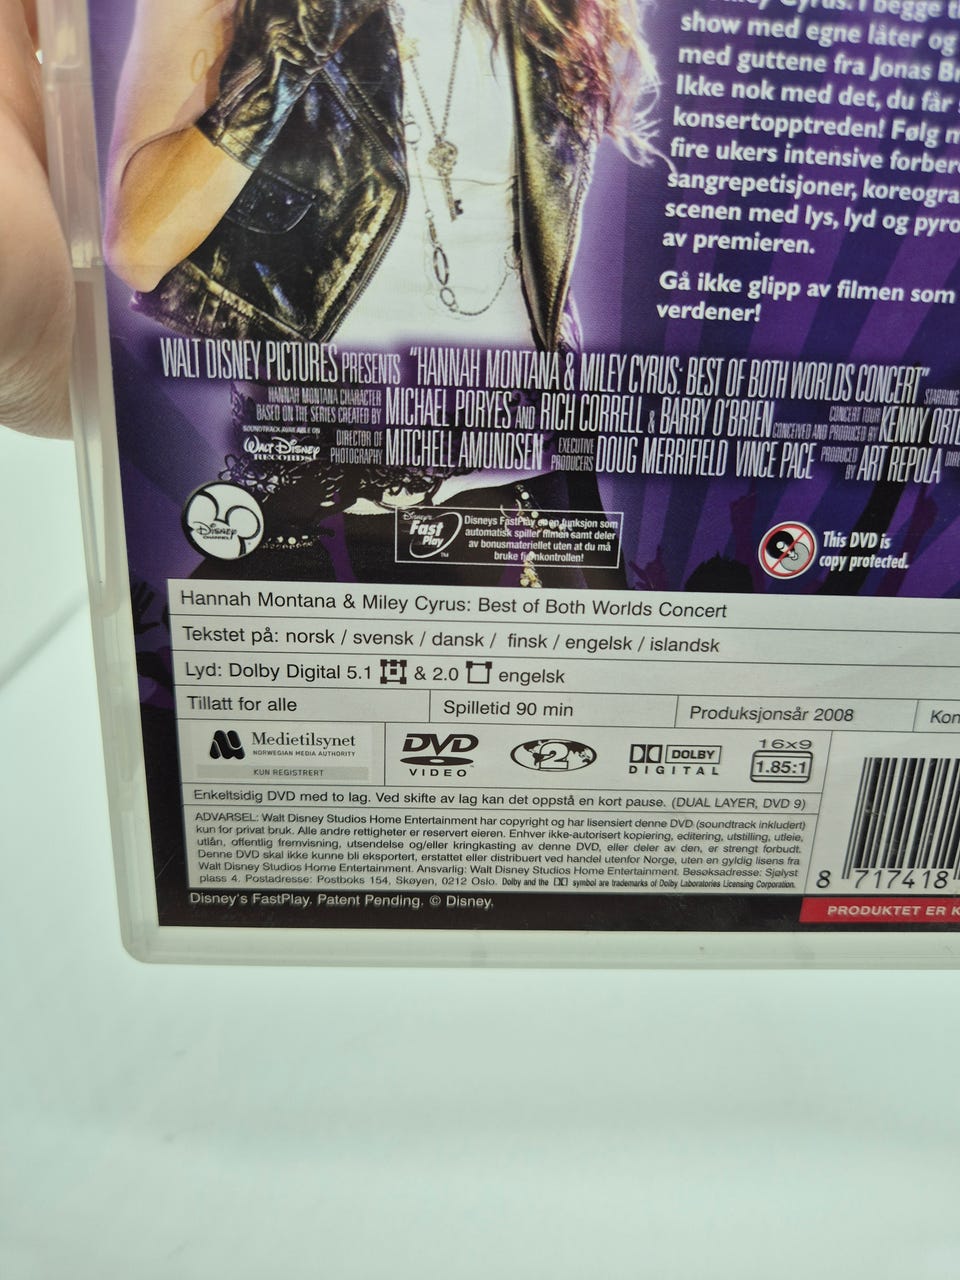 Cyrus. I begge
show med egne låter og
med guttene fra Jonas
Ikke nok med det, du får
konsertopptreden! Følg
fire ukers intensive
sangrepetisjoner,
scenen med lys, lyd og
av premieren.
Gå ikke glipp av filmen som
verdener!
WALT DISNEY PICTURES PRESENTS "HANNAH MONTANA & MILEY CYRUS: BEST OF BOTH WORLDS CONCERT" STARRING
HANNAH MONTANA CHARACTER BASED ON THE SERIES CREATED BY MICHAEL PORYES AND RICH CORRELL & BARRY O'BRIEN CONCERT TOUR CONCEIVED AND PRODUCED BY KENNY
SOUNDTRACK AVAILABLE ON WALT DISNEY RECORDS DIRECTOR OF PHOTOGRAPHY MITCHELL AMUNDSEN EXECUTIVE PRODUCERS DOUG MERRIFIELD VINCE PACE PRODUCED BY ART REPOLA
Disney CHANNEL
Disney's Fast Play TM
Disneys FastPlay er en funksjon som
automatisk spiller filmen samt deler
av bonusmateriellet uten at du må
bruke fjernkontrollen!
This DVD is
copy protected.
Hannah Montana & Miley Cyrus: Best of Both Worlds Concert
Tekstet på: norsk / svensk / dansk / finsk / engelsk / islandsk
Lyd: Dolby Digital 5.1 & 2.0 engelsk
Tillatt for alle Spilletid 90 min Produksjonsår 2008
Medietilsynet
NORWEGIAN MEDIA AUTHORITY
KUN REGISTRERT
DVD
VIDEO
2
DOLBY
DIGITAL
16x9
1.85:1
Enkeltsidig DVD med to lag. Ved skifte av lag kan det oppstå en kort pause. (DUAL LAYER, DVD 9)
ADVARSEL: Walt Disney Studios Home Entertainment har copyright og har lisensiert denne DVD (soundtrack inkludert)
kun for privat bruk. Alle andre rettigheter er reservert eieren. Enhver ikke-autorisert kopiering, editering, utstilling, utleie,
utlån, offentlig fremvisning, utsendelse og/eller kringkasting av denne DVD, eller deler av den, er strengt forbudt.
Denne DVD skal ikke kunne bli eksportert, erstattet eller distribuert ved handel utenfor Norge, uten en gyldig lisens fra
Walt Disney Studios Home Entertainment. Ansvarlig: Walt Disney Studios Home Entertainment. Besøksadresse: Sjølyst
plass 4. Postadresse: Postboks 154, Skøyen, 0212 Oslo. Dolby and the symbol are trademarks of Dolby Laboratories Licensing Corporation.
8 717418
Disney's FastPlay. Patent Pending. © Disney.
PRODUKTET ER